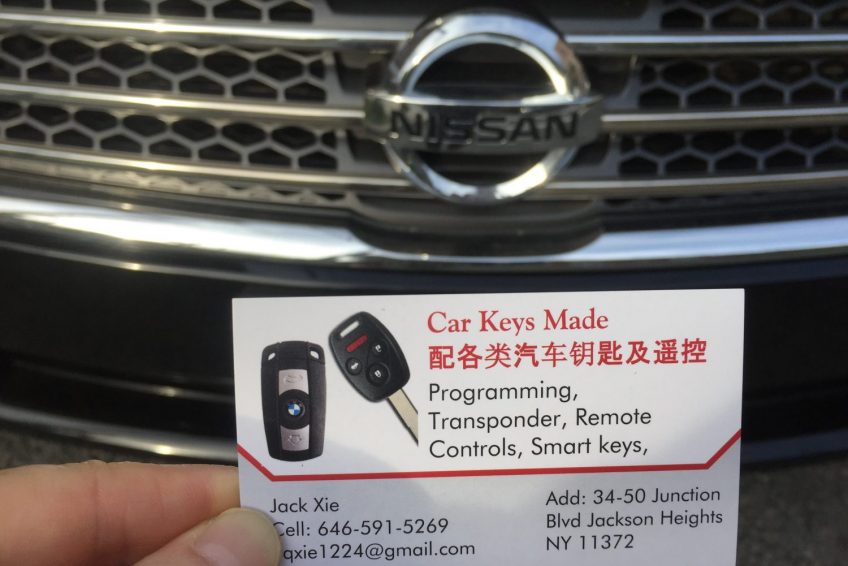 NISSAN
Car Keys Made
配各类汽车钥匙及遥控
Programming,
Transponder, Remote
Controls, Smart keys,
Jack Xie
Cell: 646-591-5269
qxie1224@gmail.com
Add: 34-50 Junction
Blvd Jackson Heights
NY 11372